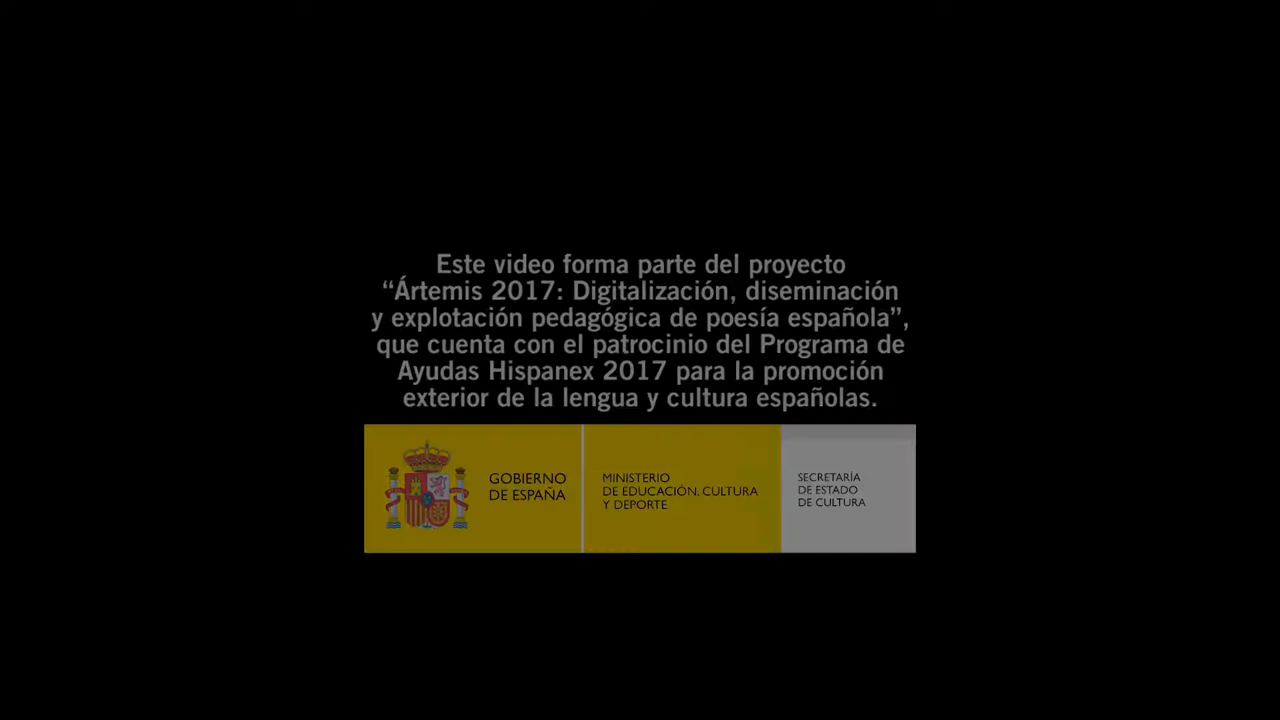 Este video forma parte del proyecto
“Ártemis 2017: Digitalización, diseminación
y explotación pedagógica de poesía española”,
que cuenta con el patrocinio del Programa de
Ayudas Hispanex 2017 para la promoción
exterior de la lengua y cultura españolas.
GOBIERNO
DE ESPAÑA
MINISTERIO
DE EDUCACIÓN, CULTURA
Y DEPORTE
SECRETARÍA
DE ESTADO
DE CULTURA